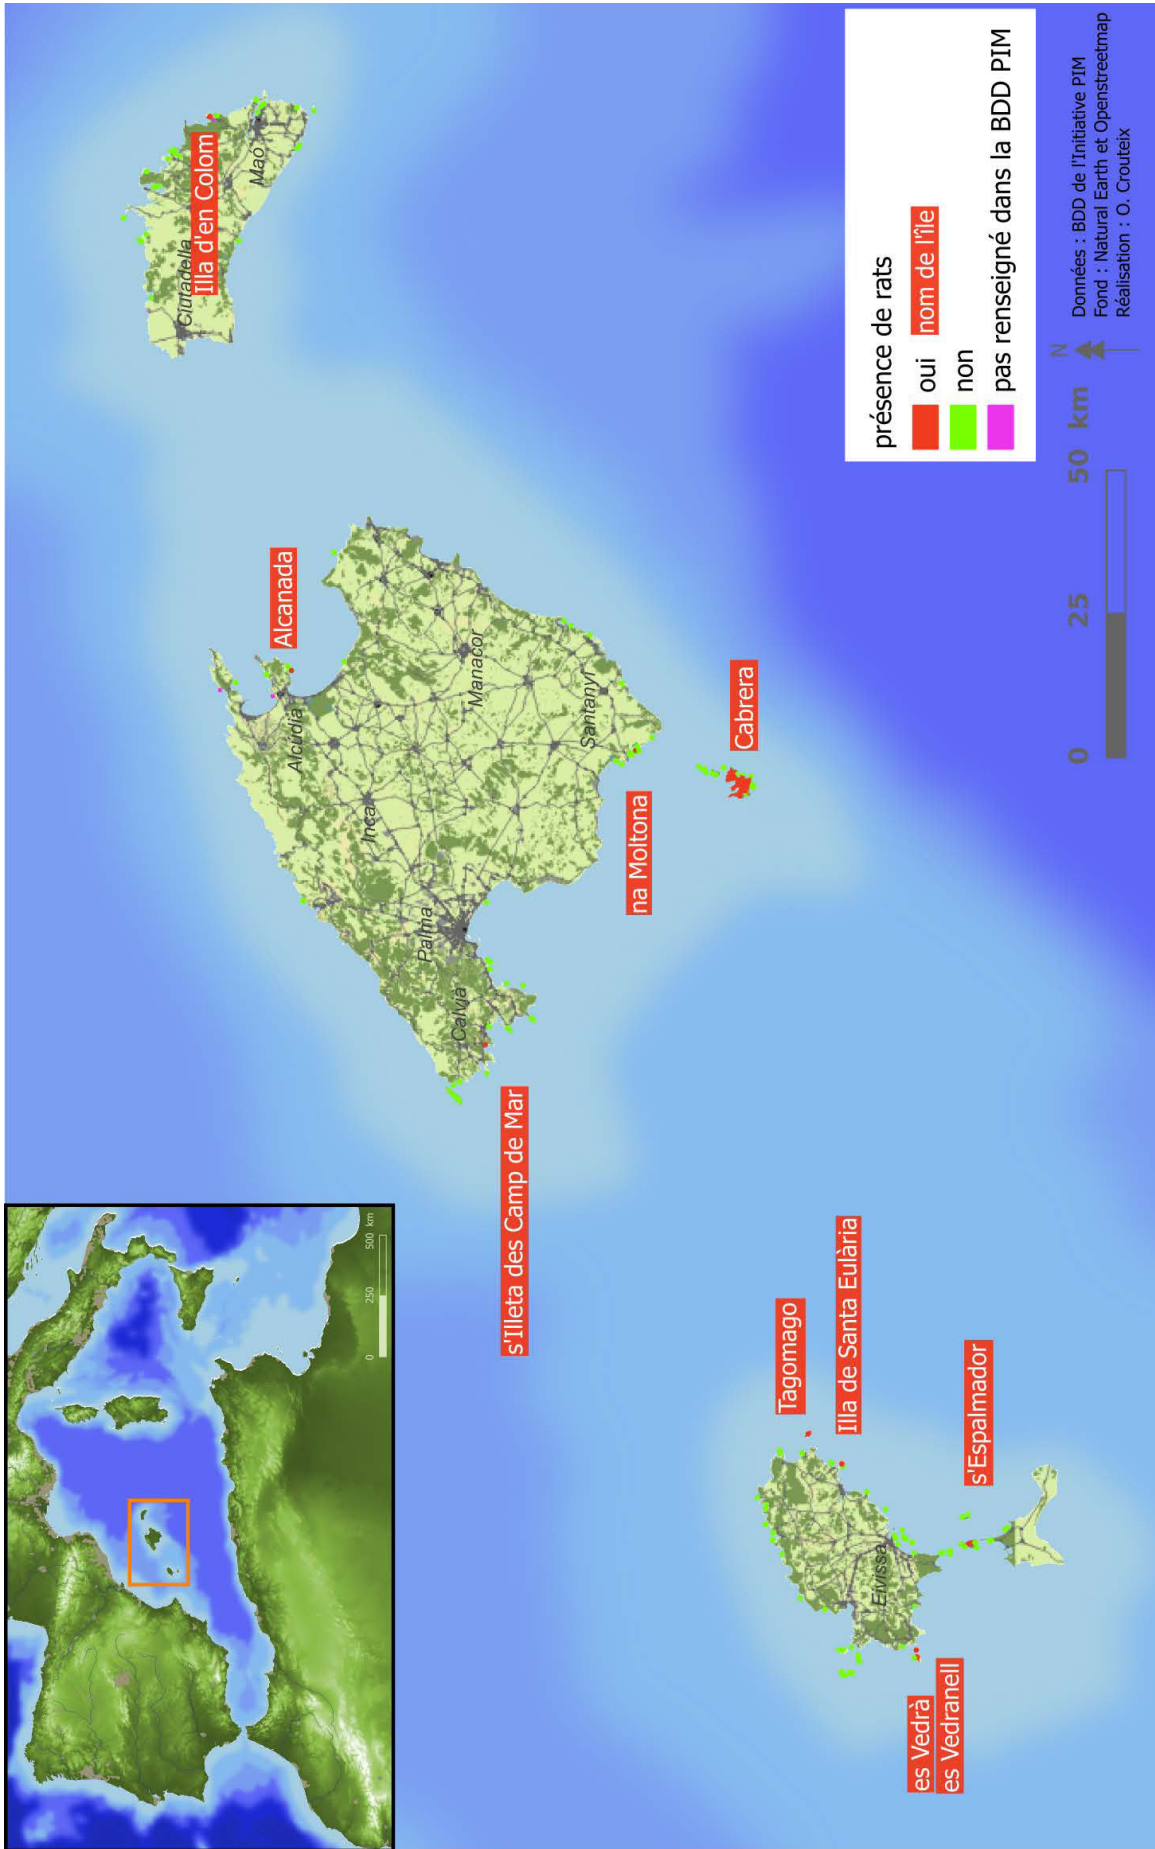 0 250 500 km
Ciutadella
Illa d'en Colom
Maó
Alcanada
Alcúdia
Inca
Manacor
Palma
Calvià
Santanyí
s'Illeta des Camp de Mar
na Moltona
Cabrera
Tagomago
Illa de Santa Eulària
Eivissa
s'Espalmador
es Vedrà
es Vedranell
présence de rats
oui nom de l'île
non
pas renseigné dans la BDD PIM
0 25 50 km
N
Données : BDD de l'Initiative PIM
Fond : Natural Earth et Openstreetmap
Réalisation : O. Crouteix